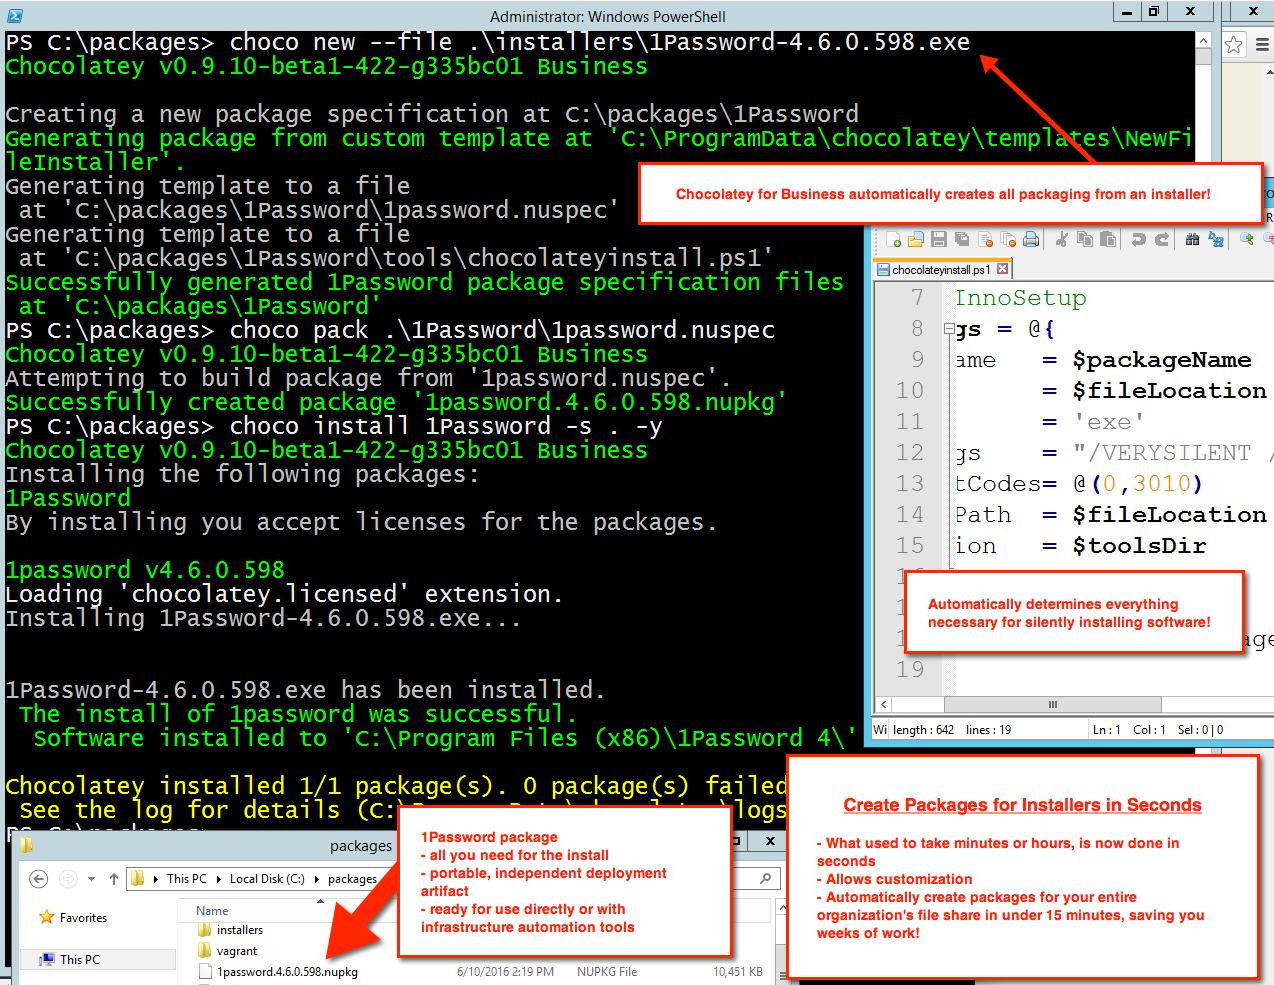 Administrator: Windows PowerShell
PS C:\packages> choco new --file .\installers\1Password-4.6.0.598.exe
Chocolatey v0.9.10-beta1-422-g335bc01 Business
Creating a new package specification at C:\packages\1Password
Generating package from custom template at 'C:\ProgramData\chocolatey\templates\NewFi
leInstaller'.
Generating template to a file
at 'C:\packages\1Password\1password.nuspec'
Generating template to a file
at 'C:\packages\1Password\tools\chocolateyinstall.ps1'
Successfully generated 1Password package specification files
at 'C:\packages\1Password'
PS C:\packages> choco pack .\1Password\1password.nuspec
Chocolatey v0.9.10-beta1-422-g335bc01 Business
Attempting to build package from '1password.nuspec'.
Successfully created package '1password.4.6.0.598.nupkg'
PS C:\packages> choco install 1Password -s . -y
Chocolatey v0.9.10-beta1-422-g335bc01 Business
Installing the following packages:
1Password
By installing you accept licenses for the packages.
1password v4.6.0.598
Loading 'chocolatey.licensed' extension.
Installing 1Password-4.6.0.598.exe...
1Password-4.6.0.598.exe has been installed.
The install of 1password was successful.
Software installed to 'C:\Program Files (x86)\1Password 4\'
Chocolatey installed 1/1 package(s). 0 package(s) failed
See the log for details (C:\
logs
Chocolatey for Business automatically creates all packaging from an installer!
chocolateyinstall.ps1
7 InnoSetup
8 gs = @{
9 ame = $packageName
10 = $fileLocation
11 = 'exe'
12 gs = "/VERYSILENT /
13 tCodes= @(0,3010)
14 Path = $fileLocation
15 ion = $toolsDir
age
19
Automatically determines everything
necessary for silently installing software!
Wi length : 642 lines : 19 Ln : 1 Col : 1 Sel : 0 | 0
Create Packages for Installers in Seconds
- What used to take minutes or hours, is now done in
seconds
- Allows customization
- Automatically create packages for your entire
organization's file share in under 15 minutes, saving you
weeks of work!
1Password package
- all you need for the install
- portable, independent deployment
artifact
- ready for use directly or with
infrastructure automation tools
packages
This PC Local Disk (C:) packages
Favorites
This PC
Name
installers
vagrant
1password.4.6.0.598.nupkg 6/10/2016 2:19 PM NUPKG File 10,451 KB